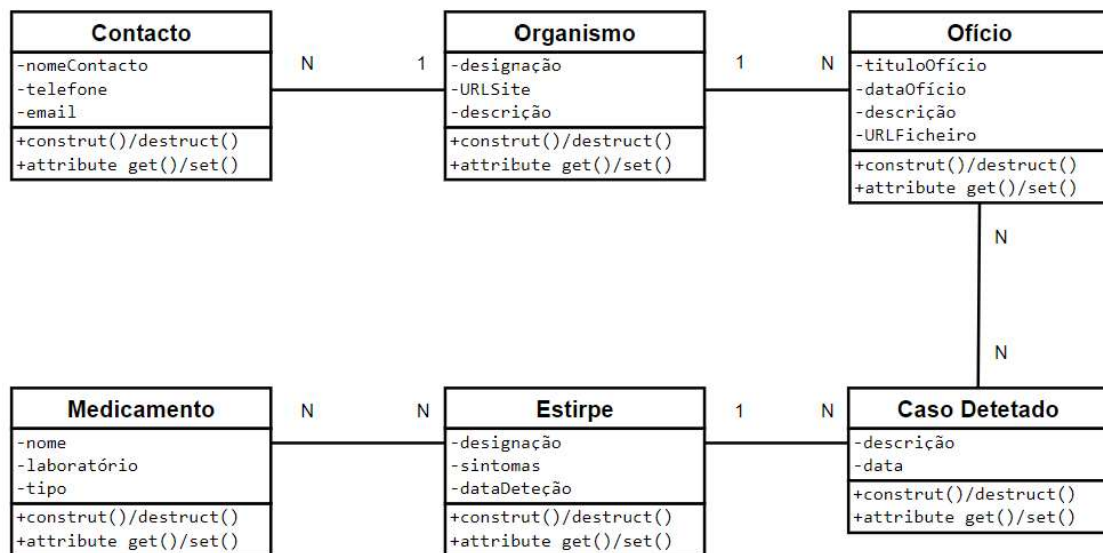 Contacto
-nomeContacto
-telefone
-email
+construt()/destruct()
+attribute get()/set()
N
1
Organismo
-designação
-URLSite
-descrição
+construt()/destruct()
+attribute get()/set()
1
N
Ofício
-tituloOfício
-dataOfício
-descrição
-URLFicheiro
+construt()/destruct()
+attribute get()/set()
N
N
Medicamento
-nome
-laboratório
-tipo
+construt()/destruct()
+attribute get()/set()
N
N
Estirpe
-designação
-sintomas
-dataDeteção
+construt()/destruct()
+attribute get()/set()
1
N
Caso Detetado
-descrição
-data
+construt()/destruct()
+attribute get()/set()